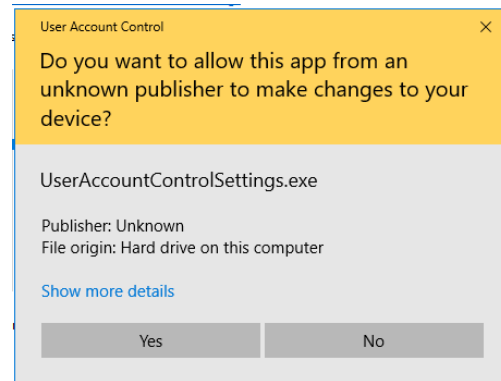 User Account Control
Do you want to allow this app from an
unknown publisher to make changes to your
device?
UserAccountControlSettings.exe
Publisher: Unknown
File origin: Hard drive on this computer
Show more details
Yes
No